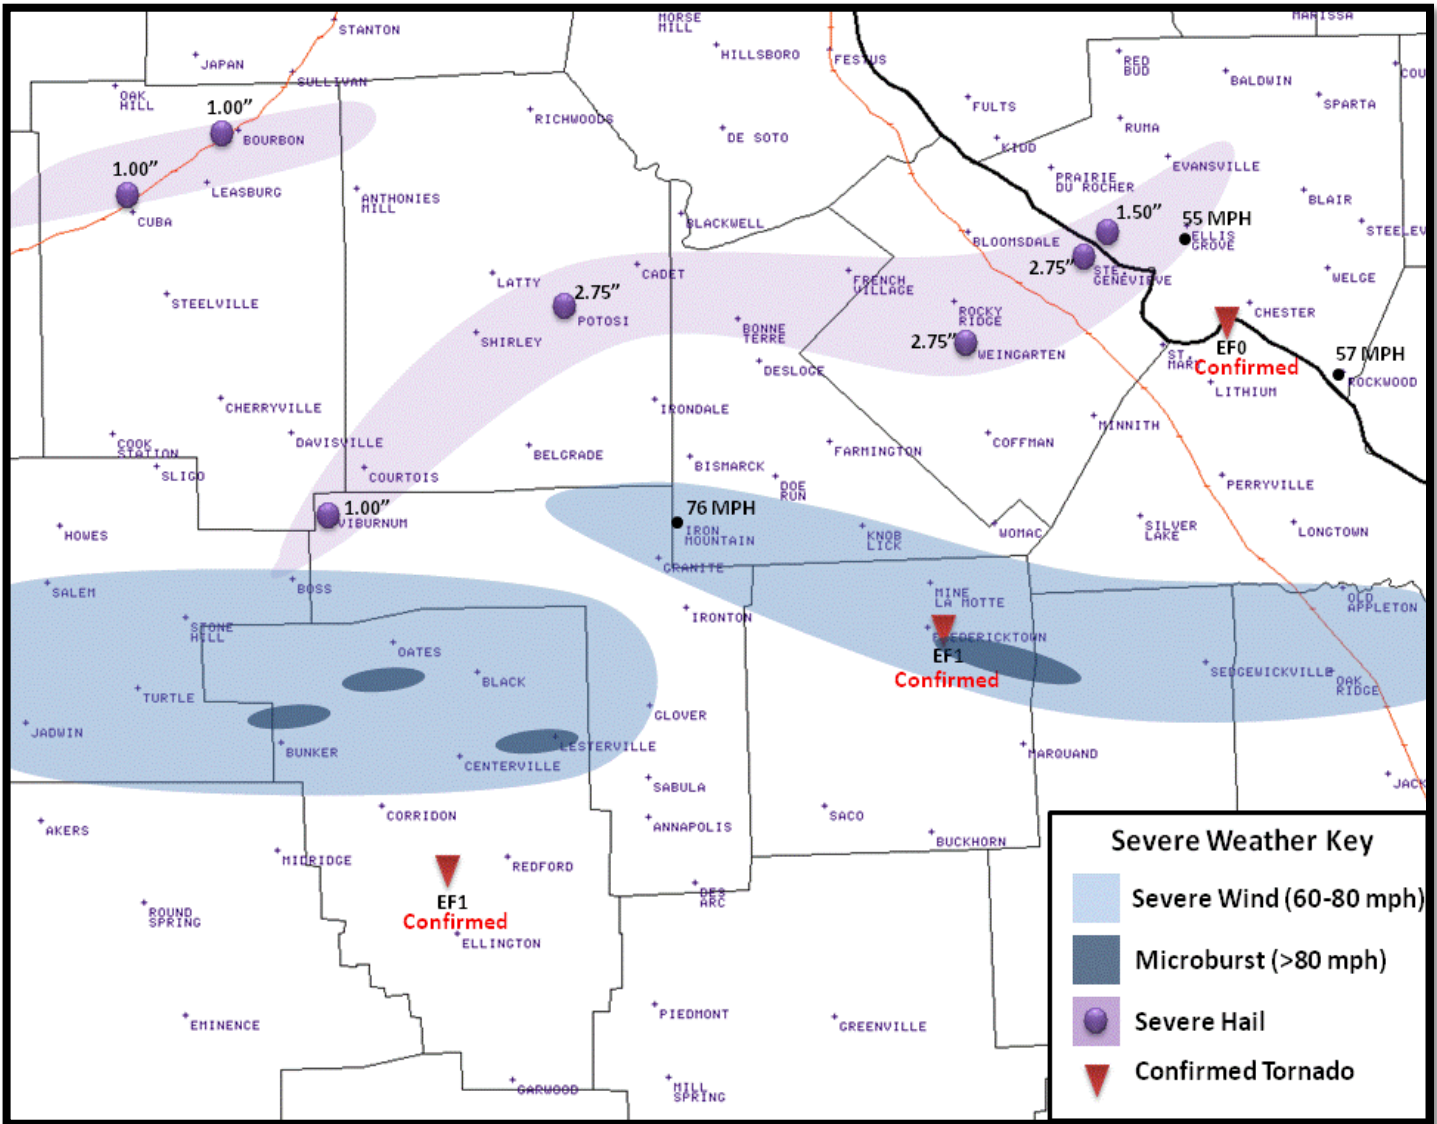 MARISSA
MORSE
MILL
STANTON
HILLSBORO
FESTUS
RED
BUD
JAPAN
SULLIVAN
BALDWIN
COU
OAK
HILL
1.00”
SPARTA
FULTS
RICHWOODS
RUMA
BOURBON
DE SOTO
KIDD
1.00”
EVANSVILLE
PRAIRIE
DU ROCHER
LEASBURG
ANTHONIES
MILL
BLAIR
1.50”
55 MPH
CUBA
BLACKWELL
STEELEV
ELLIS
GROVE
BLOOMSDALE
2.75”
STE.
GENEVIEVE
CADET
WELGE
LATTY
FRENCH
VILLAGE
2.75”
STEELVILLE
ROCKY
RIDGE
CHESTER
POTOSI
BONNE
TERRE
SHIRLEY
2.75”
WEINGARTEN
EF0
Confirmed
57 MPH
ST.
MARY
DESLOGE
ROCKWOOD
LITHIUM
CHERRYVILLE
IRONDALE
MINNITH
DAVISVILLE
COOK
STATION
COFFMAN
BELGRADE
FARMINGTON
BISMARCK
SLIGO
COURTOIS
DOE
RUN
PERRYVILLE
1.00”
76 MPH
VIBURNUM
IRON
MOUNTAIN
HOWES
KNOB
LICK
WOMAC
SILVER
LAKE
LONGTOWN
GRANITE
SALEM
BOSS
MINE
LA MOTTE
OLD
APPLETON
IRONTON
STONE
HILL
FREDERICKTOWN
OATES
EF1
Confirmed
SEDGEWICKVILLE
OAK
RIDGE
BLACK
TURTLE
GLOVER
JADWIN
BUNKER
LESTERVILLE
MARQUAND
CENTERVILLE
SABULA
JACK
CORRIDON
SACO
ANNAPOLIS
AKERS
BUCKHORN
MIDRIDGE
REDFORD
DES
ARC
EF1
Confirmed
ROUND
SPRING
ELLINGTON
PIEDMONT
EMINENCE
GREENVILLE
GARWOOD
MILL
SPRING
Severe Weather Key
Severe Wind (60-80 mph)
Microburst (>80 mph)
Severe Hail
Confirmed Tornado